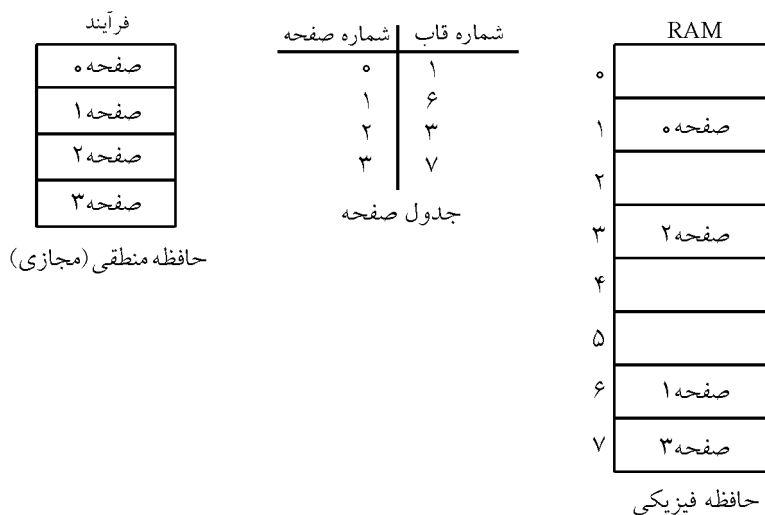 فرآیند
صفحه ۰
صفحه ۱
صفحه ۲
صفحه ۳
حافظه منطقی (مجازی)
شماره صفحه شماره قاب
۰ ۱
۱ ۶
۲ ۳
۳ ۷
جدول صفحه
RAM
۰
۱ صفحه ۰
۲
۳ صفحه ۲
۴
۵
۶ صفحه ۱
۷ صفحه ۳
حافظه فیزیکی